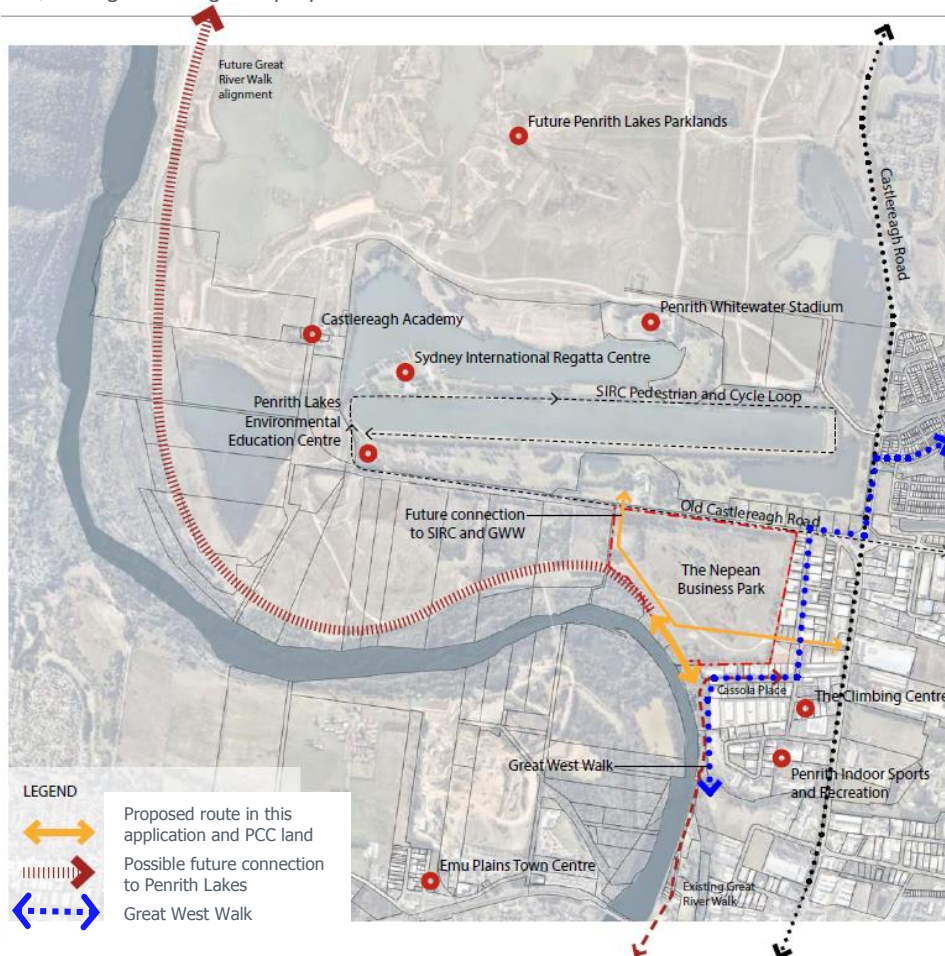 Future Great
River Walk
alignment
Future Penrith Lakes Parklands
Castlereagh Road
Penrith Whitewater Stadium
Castlereagh Academy
Sydney International Regatta Centre
SIRC Pedestrian and Cycle Loop
Penrith Lakes
Environmental
Education Centre
Old Castlereagh Road
Future connection
to SIRC and GWW
The Nepean
Business Park
Cassola Place
The Climbing Centre
Great West Walk
Penrith Indoor Sports
and Recreation
Emu Plains Town Centre
Existing Great
River Walk
LEGEND
Proposed route in this
application and PCC land
Possible future connection
to Penrith Lakes
Great West Walk